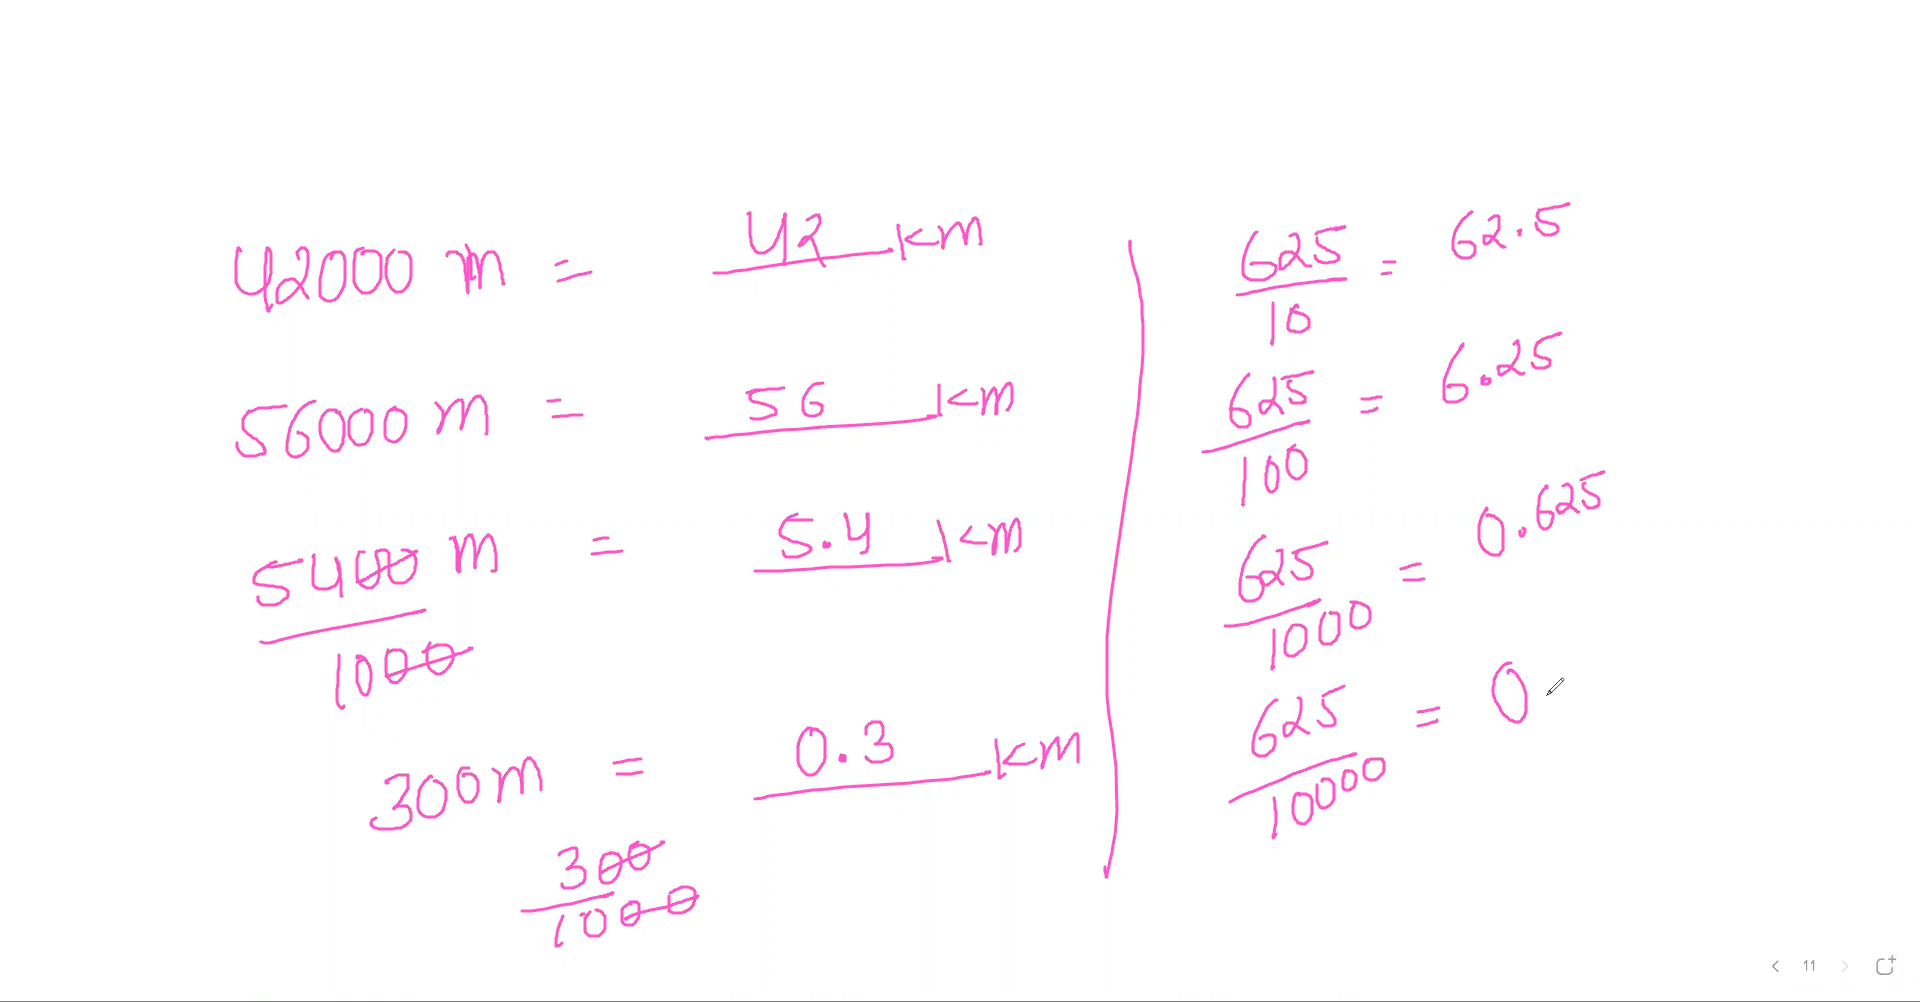 42000 m = 42 km
56000 m = 56 km
5400 m = 5.4 km
1000
300m = 0.3 km
300
1000
625 = 62.5
10
625 = 6.25
100
625 = 0.625
1000
625 = 0
10000
11